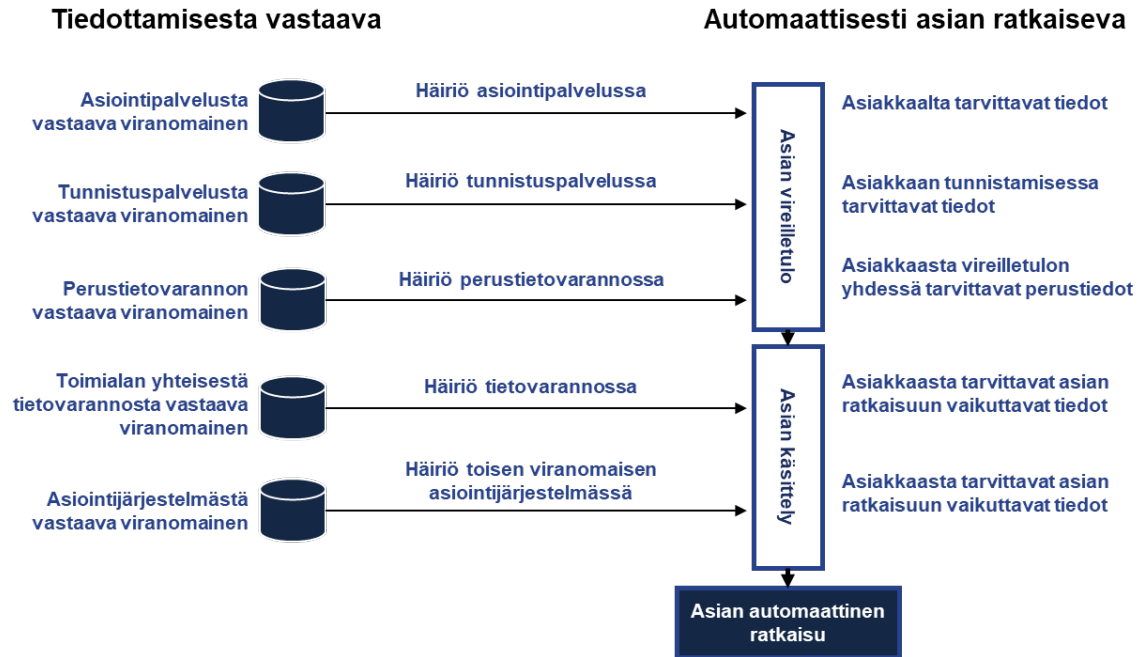 Tiedottamisesta vastaava
Automaattisesti asian ratkaiseva
Asiointipalvelusta
vastaava viranomainen
Häiriö asiointipalvelussa
Asiakkaalta tarvittavat tiedot
Tunnistuspalvelusta
vastaava viranomainen
Häiriö tunnistuspalvelussa
Asiakkaan tunnistamisessa
tarvittavat tiedot
Perustietovarannon
vastaava viranomainen
Häiriö perustietovarannossa
Asiakkaasta vireilletulon
yhdessä tarvittavat perustiedot
Asian vireilletulo
Toimialan yhteisestä
tietovarannosta vastaava
viranomainen
Häiriö tietovarannossa
Asiakkaasta tarvittavat asian
ratkaisuun vaikuttavat tiedot
Asiointijärjestelmästä
vastaava viranomainen
Häiriö toisen viranomaisen
asiointijärjestelmässä
Asiakkaasta tarvittavat asian
ratkaisuun vaikuttavat tiedot
Asian käsittely
Asian automaattinen
ratkaisu